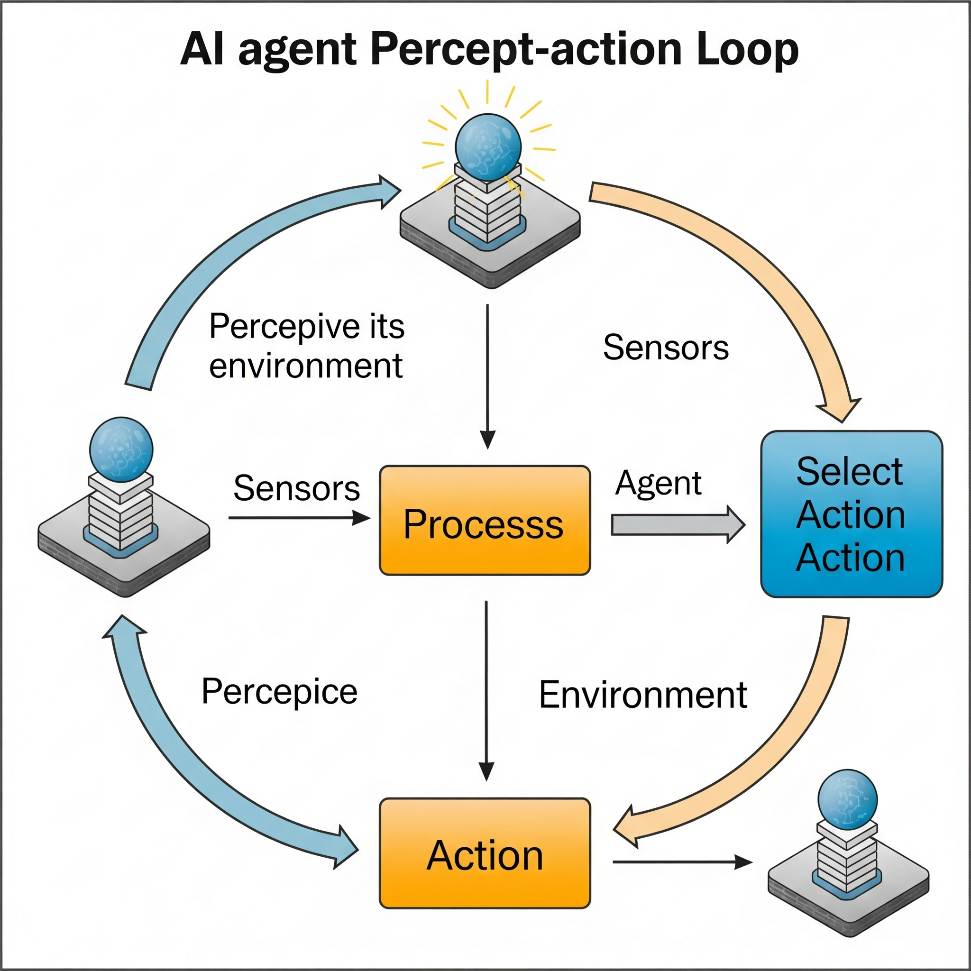 AI agent Percept-action Loop
Percepive its
environment
Sensors
Sensors
Processs
Agent
Select
Action
Action
Percepice
Environment
Action